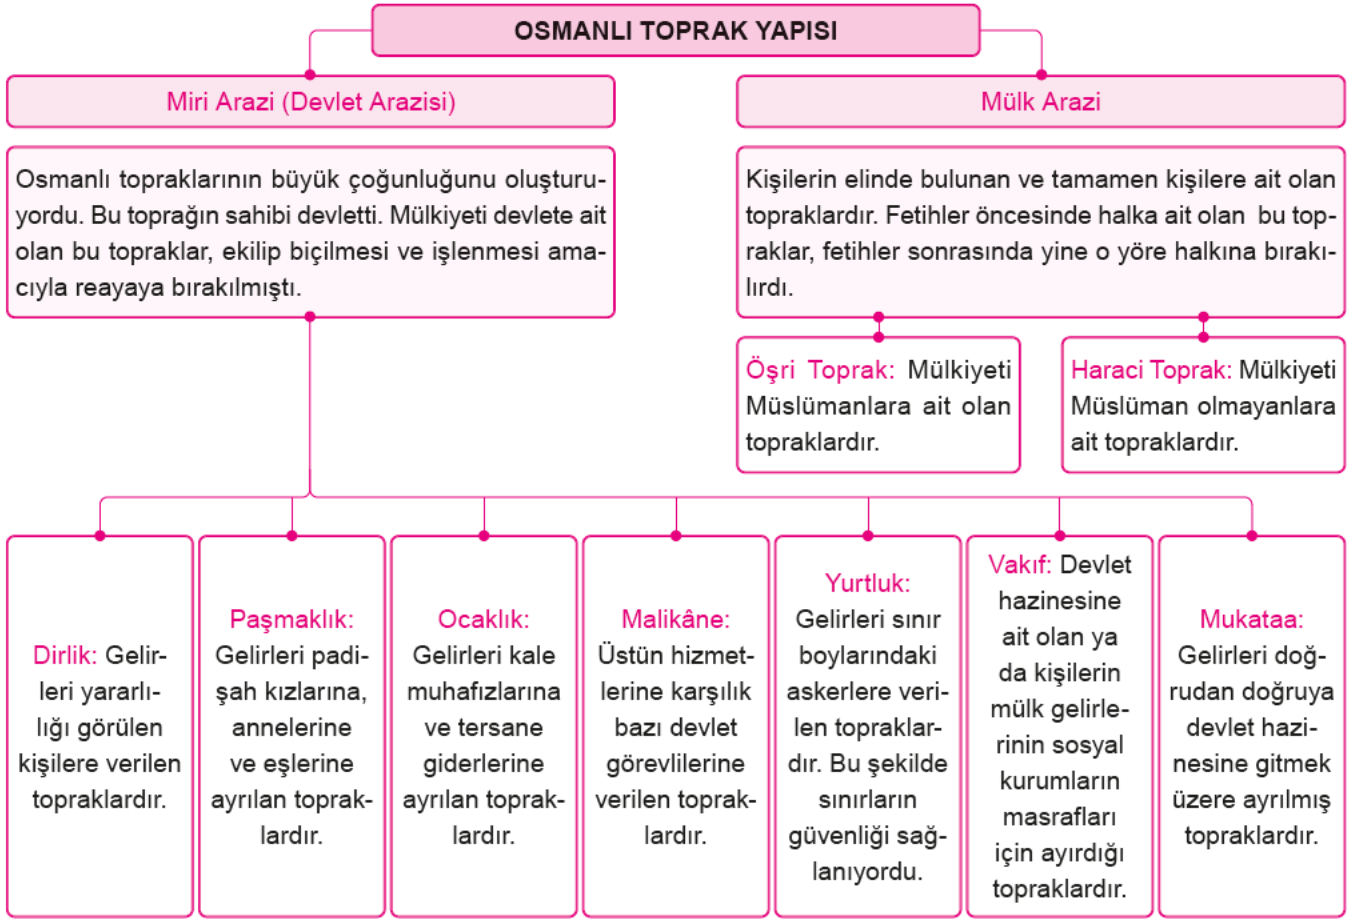 OSMANLI TOPRAK YAPISI
Miri Arazi (Devlet Arazisi)
Osmanlı topraklarının büyük çoğunluğunu oluşturu-
yordu. Bu toprağın sahibi devletti. Mülkiyeti devlete ait
olan bu topraklar, ekilip biçilmesi ve işlenmesi ama-
cıyla reayaya bırakılmıştı.
Mülk Arazi
Kişilerin elinde bulunan ve tamamen kişilere ait olan
topraklardır. Fetihler öncesinde halka ait olan bu top-
raklar, fetihler sonrasında yine o yöre halkına bırakı-
lırdı.
Öşri Toprak: Mülkiyeti
Müslümanlara ait olan
topraklardır.
Haraci Toprak: Mülkiyeti
Müslüman olmayanlara
ait topraklardır.
Dirlik: Gelir-
leri yararlı-
lığı görülen
kişilere verilen
topraklardır.
Paşmaklık:
Gelirleri padi-
şah kızlarına,
annelerine
ve eşlerine
ayrılan toprak-
lardır.
Ocaklık:
Gelirleri kale
muhafızlarına
ve tersane
giderlerine
ayrılan toprak-
lardır.
Malikâne:
Üstün hizmet-
lerine karşılık
bazı devlet
görevlilerine
verilen toprak-
lardır.
Yurtluk:
Gelirleri sınır
boylarındaki
askerlere veri-
len topraklar-
dır. Bu şekilde
sınırların
güvenliği sağ-
lanıyordu.
Vakıf: Devlet
hazinesine
ait olan ya
da kişilerin
mülk gelirle-
rinin sosyal
kurumların
masrafları
için ayırdığı
topraklardır.
Mukataa:
Gelirleri doğ-
rudan doğruya
devlet hazi-
nesine gitmek
üzere ayrılmış
topraklardır.